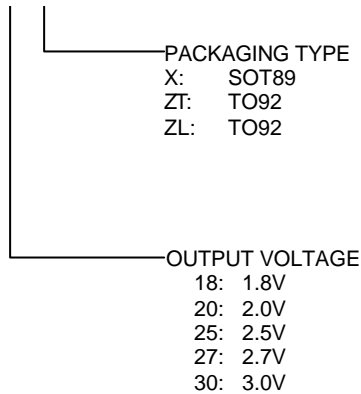 PACKAGING TYPE
X: SOT89
ZT: TO92
ZL: TO92
OUTPUT VOLTAGE
18: 1.8V
20: 2.0V
25: 2.5V
27: 2.7V
30: 3.0V